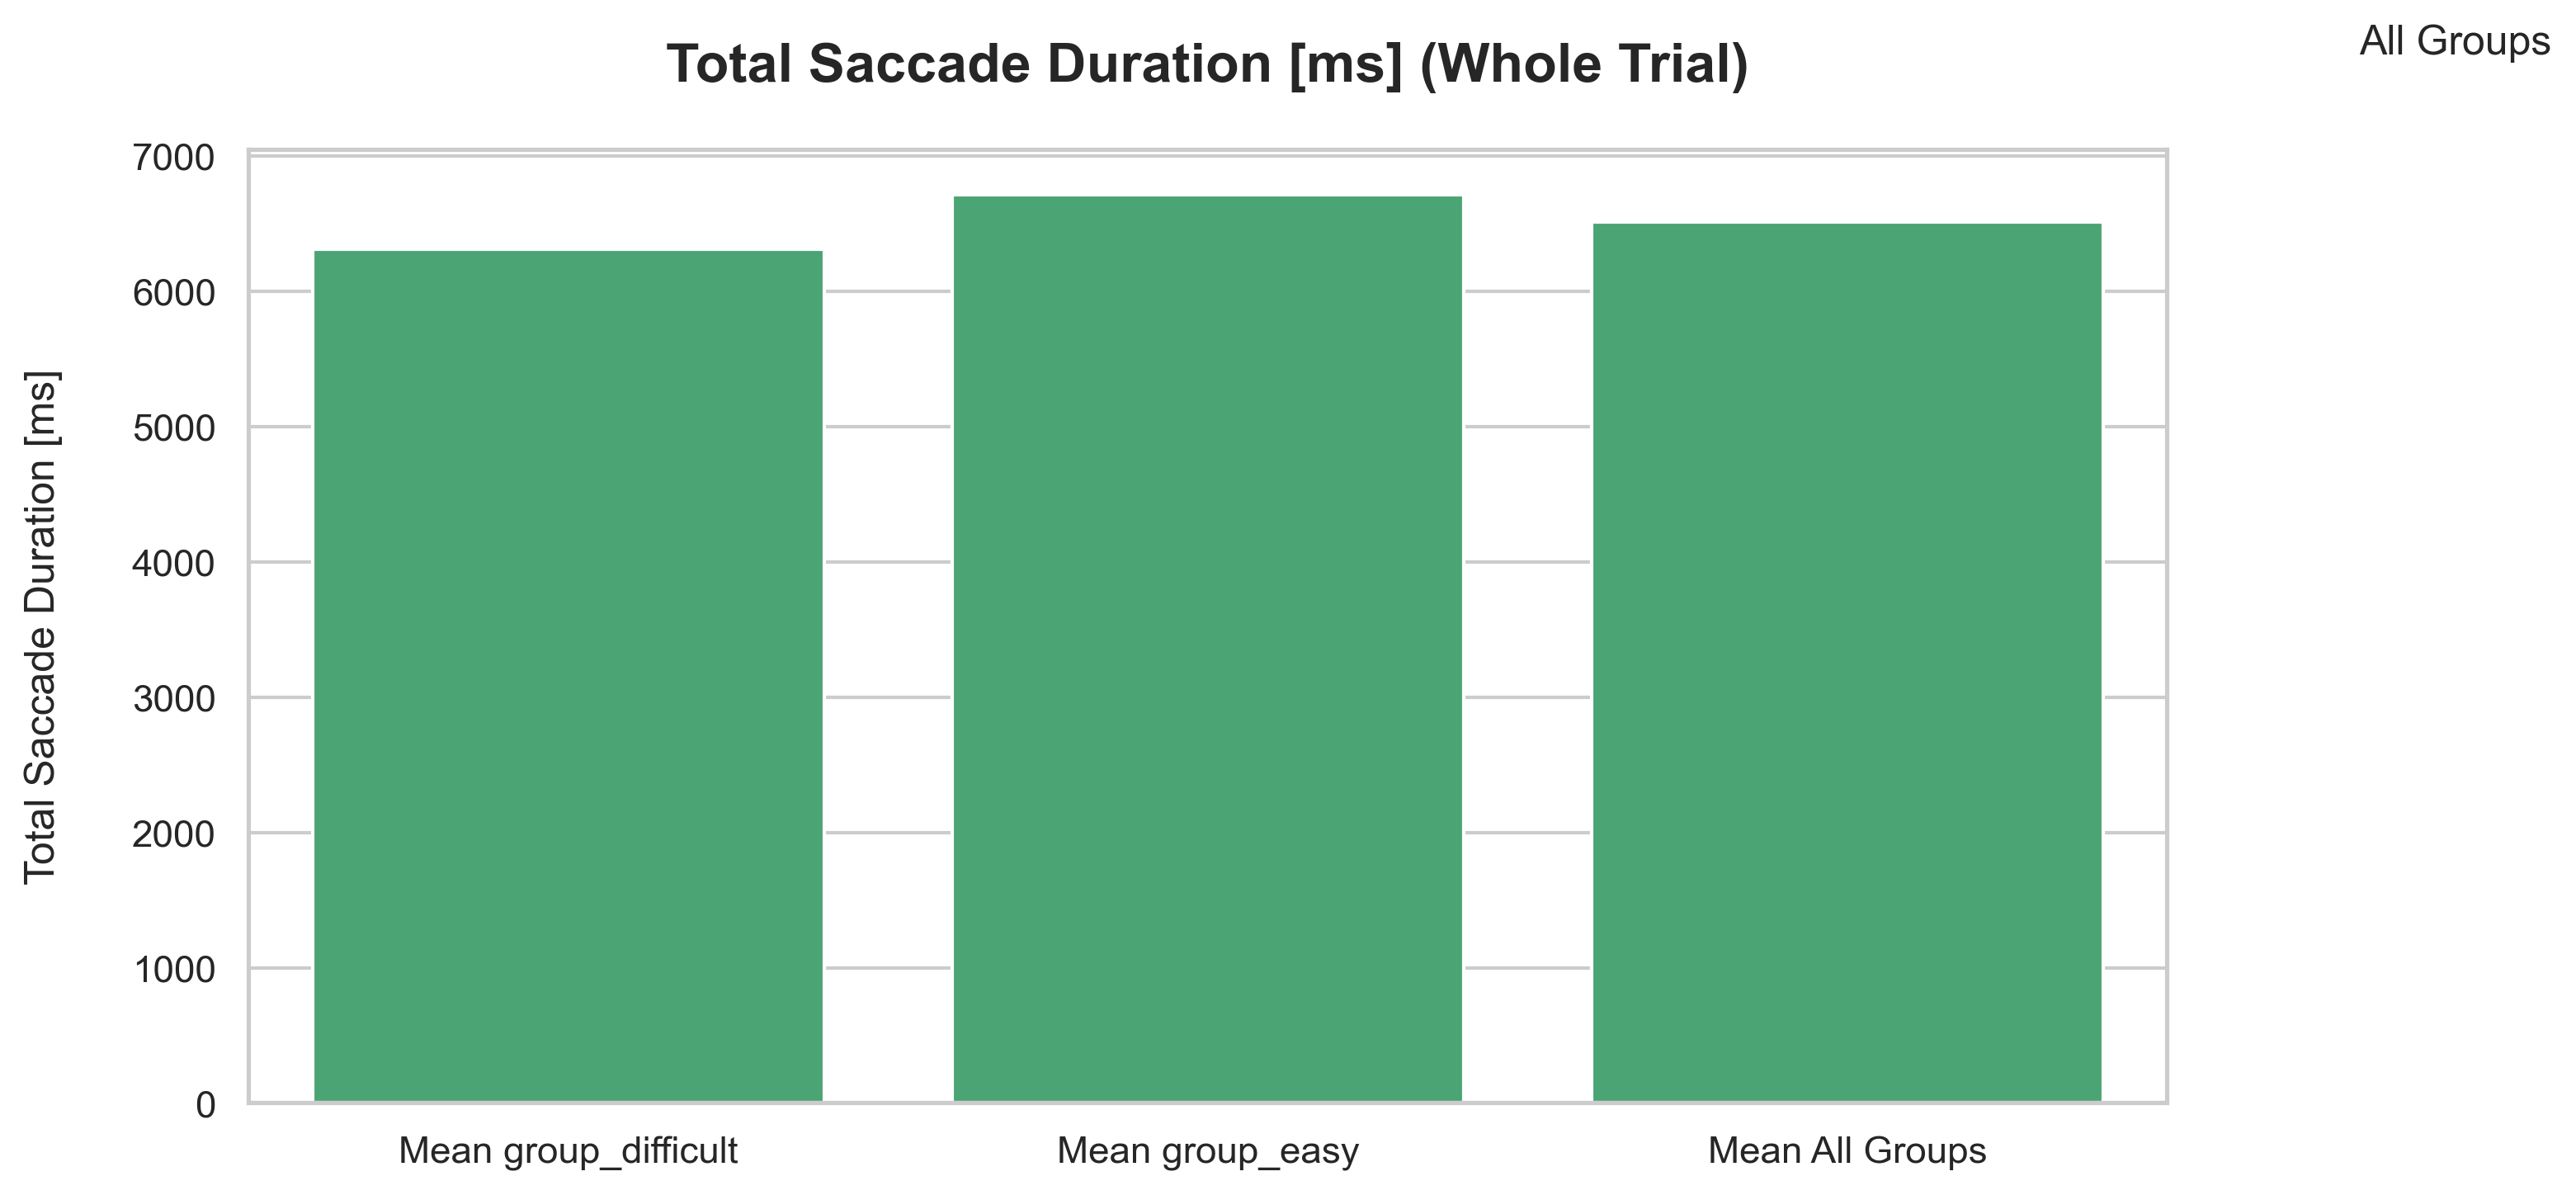 All Groups
Total Saccade Duration [ms] (Whole Trial)
Total Saccade Duration [ms]
7000
6000
5000
4000
3000
2000
1000
0
Mean group_difficult
Mean group_easy
Mean All Groups